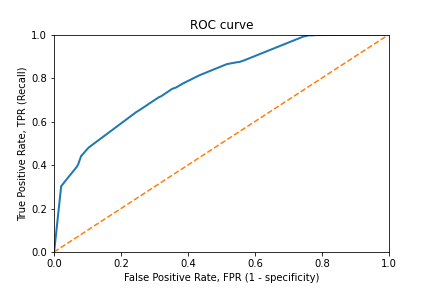 ROC curve
True Positive Rate, TPR (Recall)
1.0
0.8
0.6
0.4
0.2
0.0
0.0 0.2 0.4 0.6 0.8 1.0
False Positive Rate, FPR (1 - specificity)